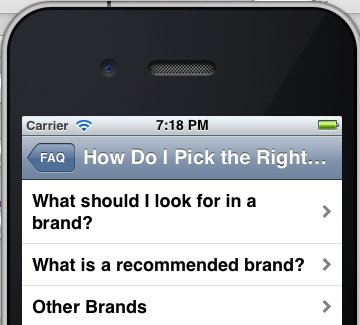 Carrier 7:18 PM
FAQ How Do I Pick the Right...
What should I look for in a
brand?
What is a recommended brand?
Other Brands